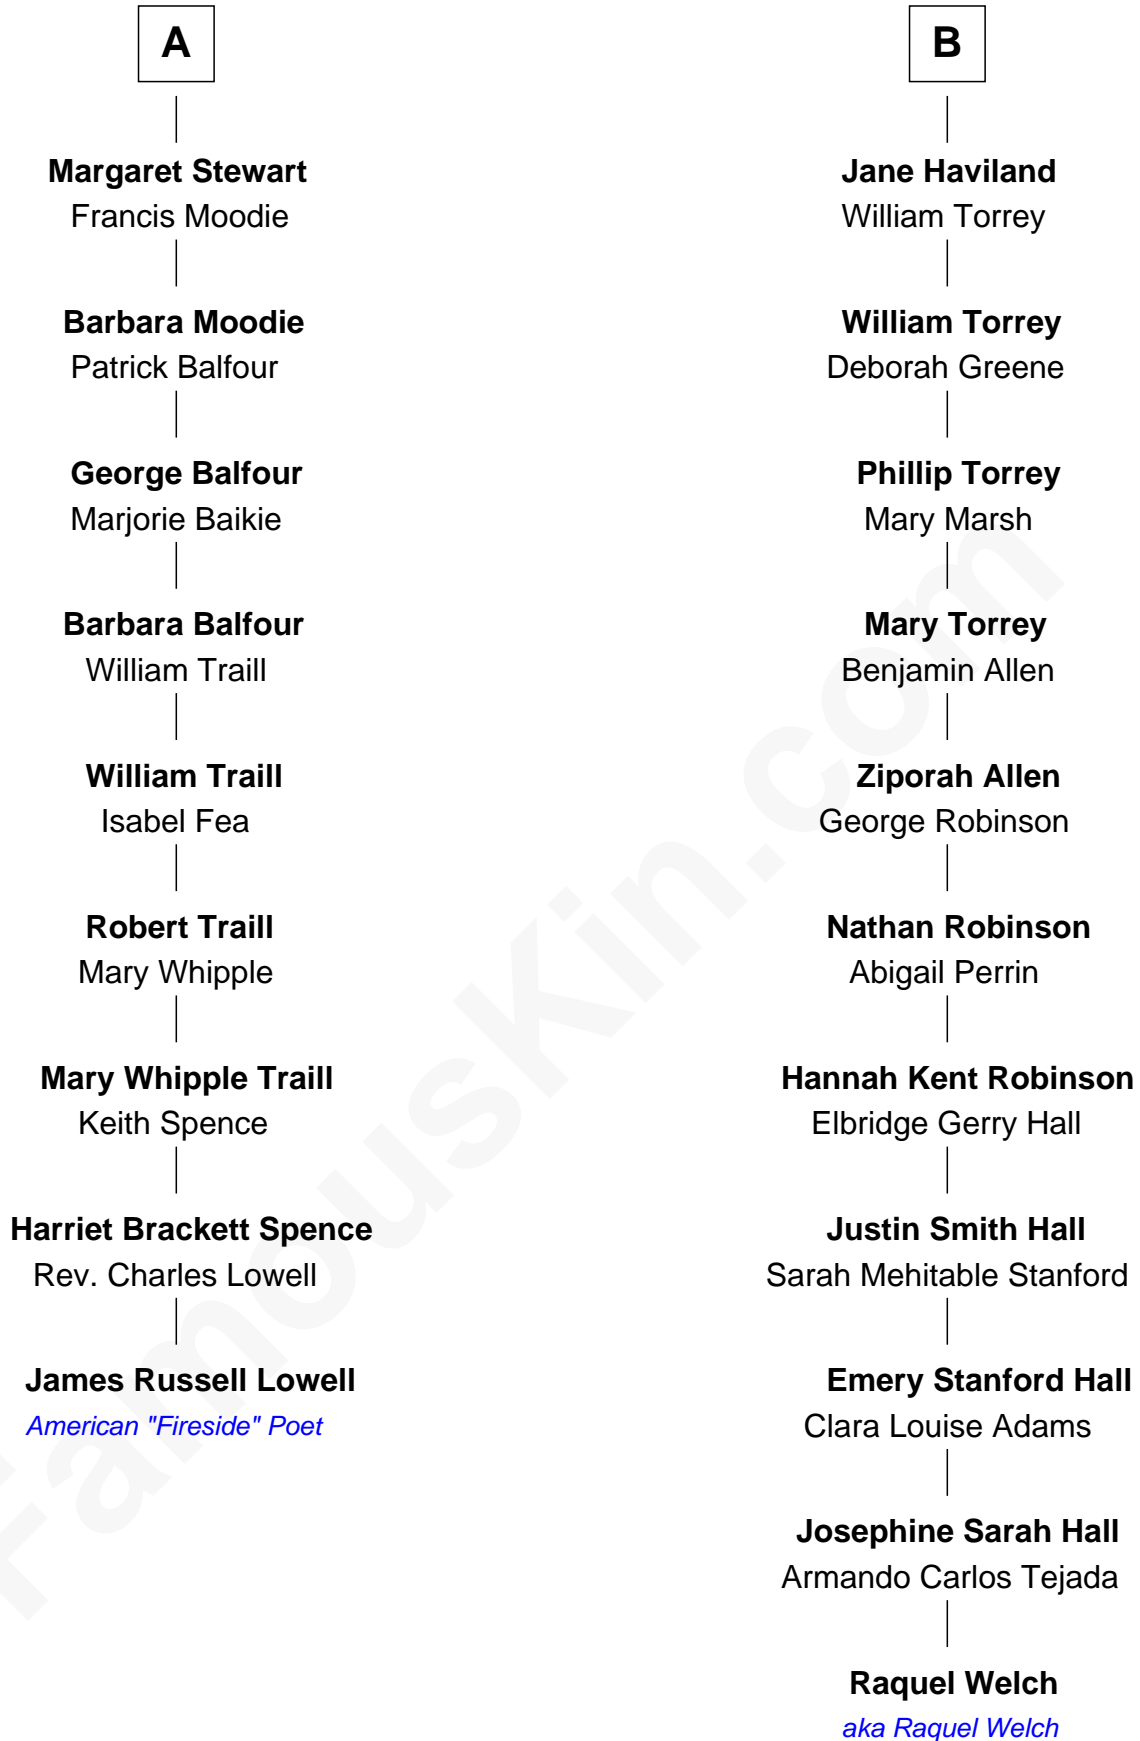 A
Margaret Stewart
Francis Moodie
Barbara Moodie
Patrick Balfour
George Balfour
Marjorie Baikie
Barbara Balfour
William Traill
William Traill
Isabel Fea
Robert Traill
Mary Whipple
Mary Whipple Traill
Keith Spence
Harriet Brackett Spence
Rev. Charles Lowell
James Russell Lowell
American "Fireside" Poet
B
Jane Haviland
William Torrey
William Torrey
Deborah Greene
Phillip Torrey
Mary Marsh
Mary Torrey
Benjamin Allen
Ziporah Allen
George Robinson
Nathan Robinson
Abigail Perrin
Hannah Kent Robinson
Elbridge Gerry Hall
Justin Smith Hall
Sarah Mehitable Stanford
Emery Stanford Hall
Clara Louise Adams
Josephine Sarah Hall
Armando Carlos Tejada
Raquel Welch
aka Raquel Welch
FamousKin.com